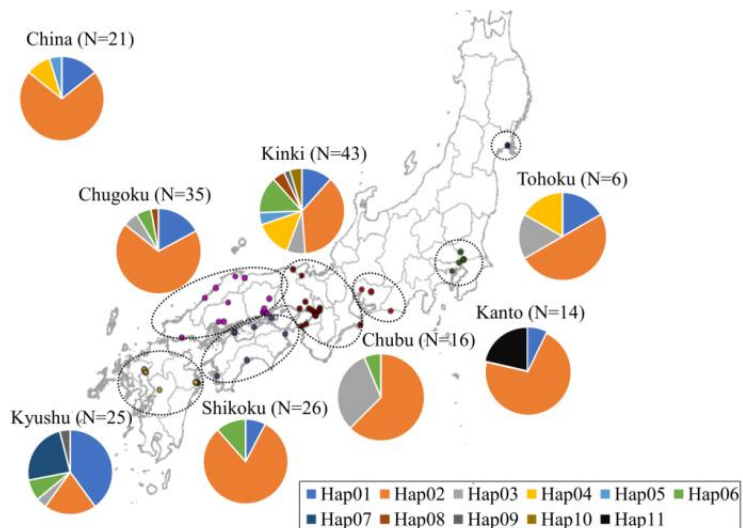 China (N=21)
Kinki (N=43)
Chugoku (N=35)
Tohoku (N=6)
Kanto (N=14)
Chubu (N=16)
Shikoku (N=26)
Kyushu (N=25)
Hap01 Hap02 Hap03 Hap04 Hap05 Hap06
Hap07 Hap08 Hap09 Hap10 Hap11